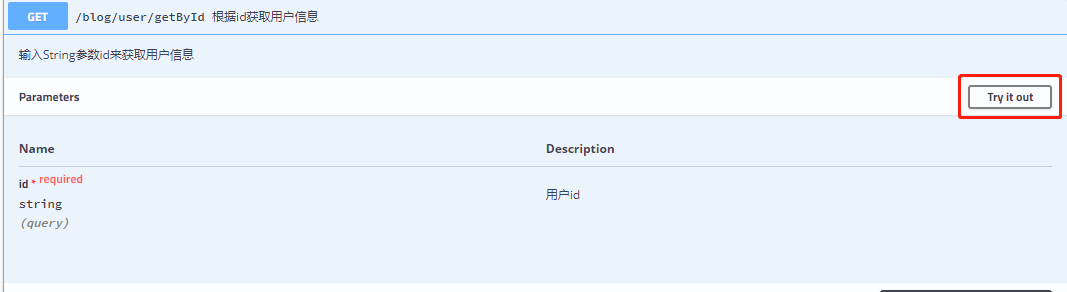 GET /blog/user/getById 根据id获取用户信息
输入String参数id来获取用户信息
Parameters Try it out
Name Description
id * required
string 用户id
(query)